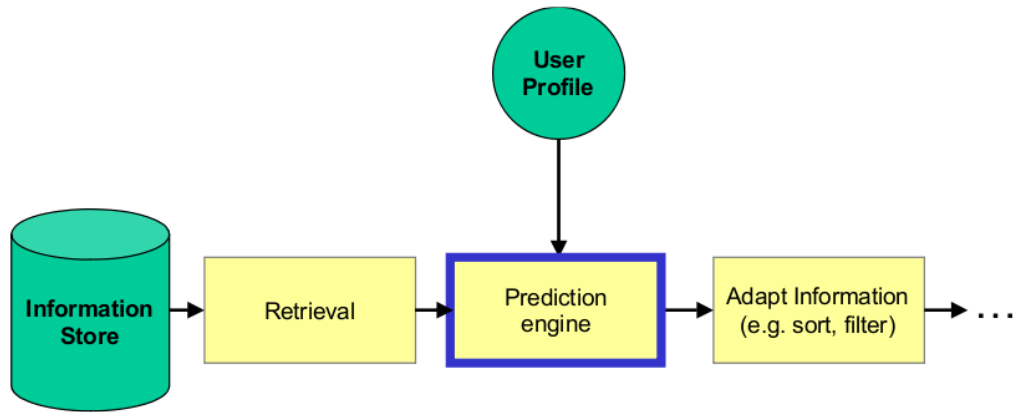 User
Profile
Information
Store
Retrieval
Prediction
engine
Adapt Information
(e.g. sort, filter)
...